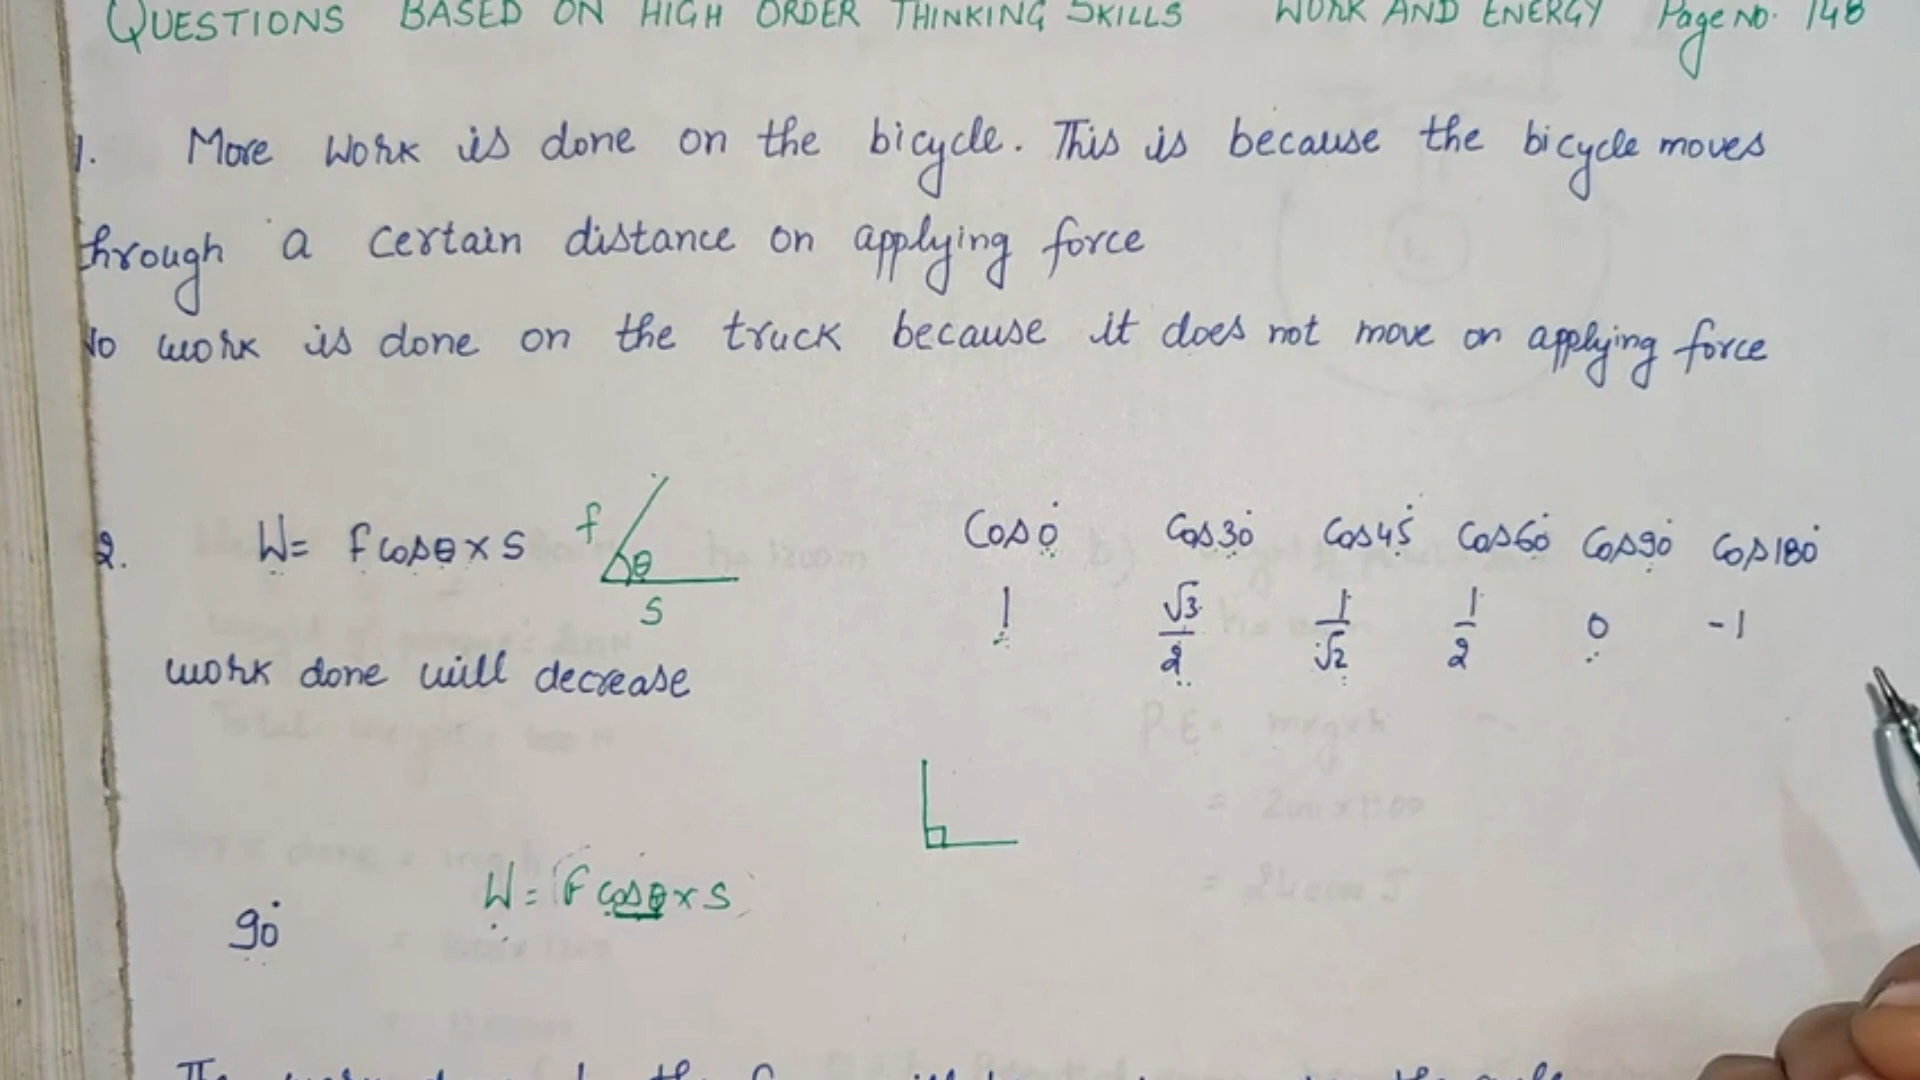 QUESTIONS BASED ON HIGH ORDER THINKING SKILLS WORK AND ENERGY Page No. 148
1. More work is done on the bicycle. This is because the bicycle moves
through a certain distance on applying force
No work is done on the truck because it does not move on applying force
2. W= fcosθ×S
f
θ
S
Cos0° Cos30° Cos45° Cos60° Cos90° Cos180°
1 √3/2 1/√2 1/2 0 -1
work done will decrease
W= Fcosθ×S
90°